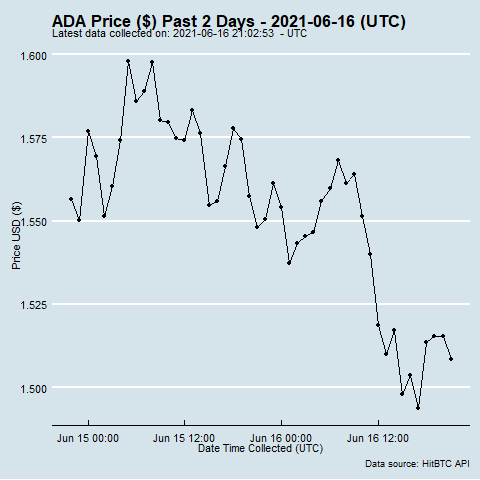 ADA Price ($) Past 2 Days - 2021-06-16 (UTC)
Latest data collected on: 2021-06-16 21:02:53 - UTC
1.600
1.575
1.550
1.525
1.500
Price USD ($)
Jun 15 00:00 Jun 15 12:00 Jun 16 00:00 Jun 16 12:00
Date Time Collected (UTC)
Data source: HitBTC API